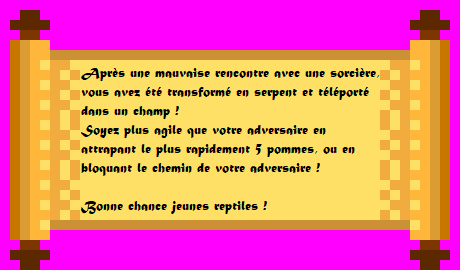 Après une mauvaise rencontre avec une sorcière,
vous avez été transformé en serpent et téléporté
dans un champ !
Soyez plus agile que votre adversaire en
attrapant le plus rapidement 5 pommes, ou en
bloquant le chemin de votre adversaire !
Bonne chance jeunes reptiles !